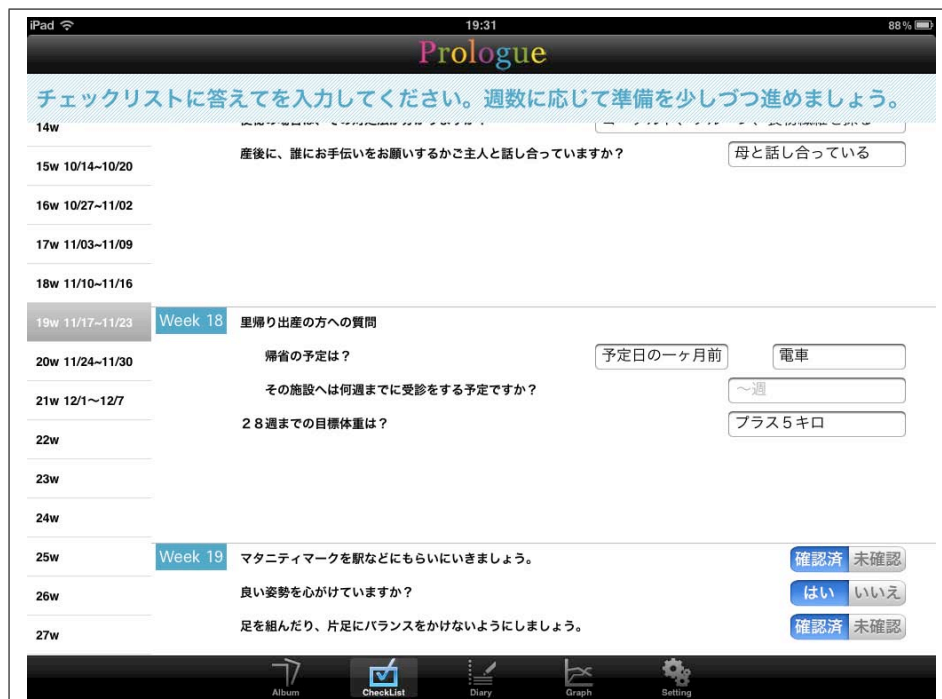 iPad 19:31 88%
Prologue
チェックリストに答えてを入力してください。週数に応じて準備を少しづつ進めましょう。
14w
15w 10/14~10/20
16w 10/27~11/02
17w 11/03~11/09
18w 11/10~11/16
19w 11/17~11/23
20w 11/24~11/30
21w 12/1〜12/7
22w
23w
24w
25w
26w
27w
産後に、誰にお手伝いをお願いするかご主人と話し合っていますか？ 母と話し合っている
Week 18 里帰り出産の方への質問
帰省の予定は？ 予定日の一ヶ月前 電車
その施設へは何週までに受診をする予定ですか？ 〜週
２８週までの目標体重は？ プラス５キロ
Week 19 マタニティマークを駅などにもらいにいきましょう。 確認済 未確認
良い姿勢を心がけていますか？ はい いいえ
足を組んだり、片足にバランスをかけないようにしましょう。 確認済 未確認
Album CheckList Diary Graph Setting